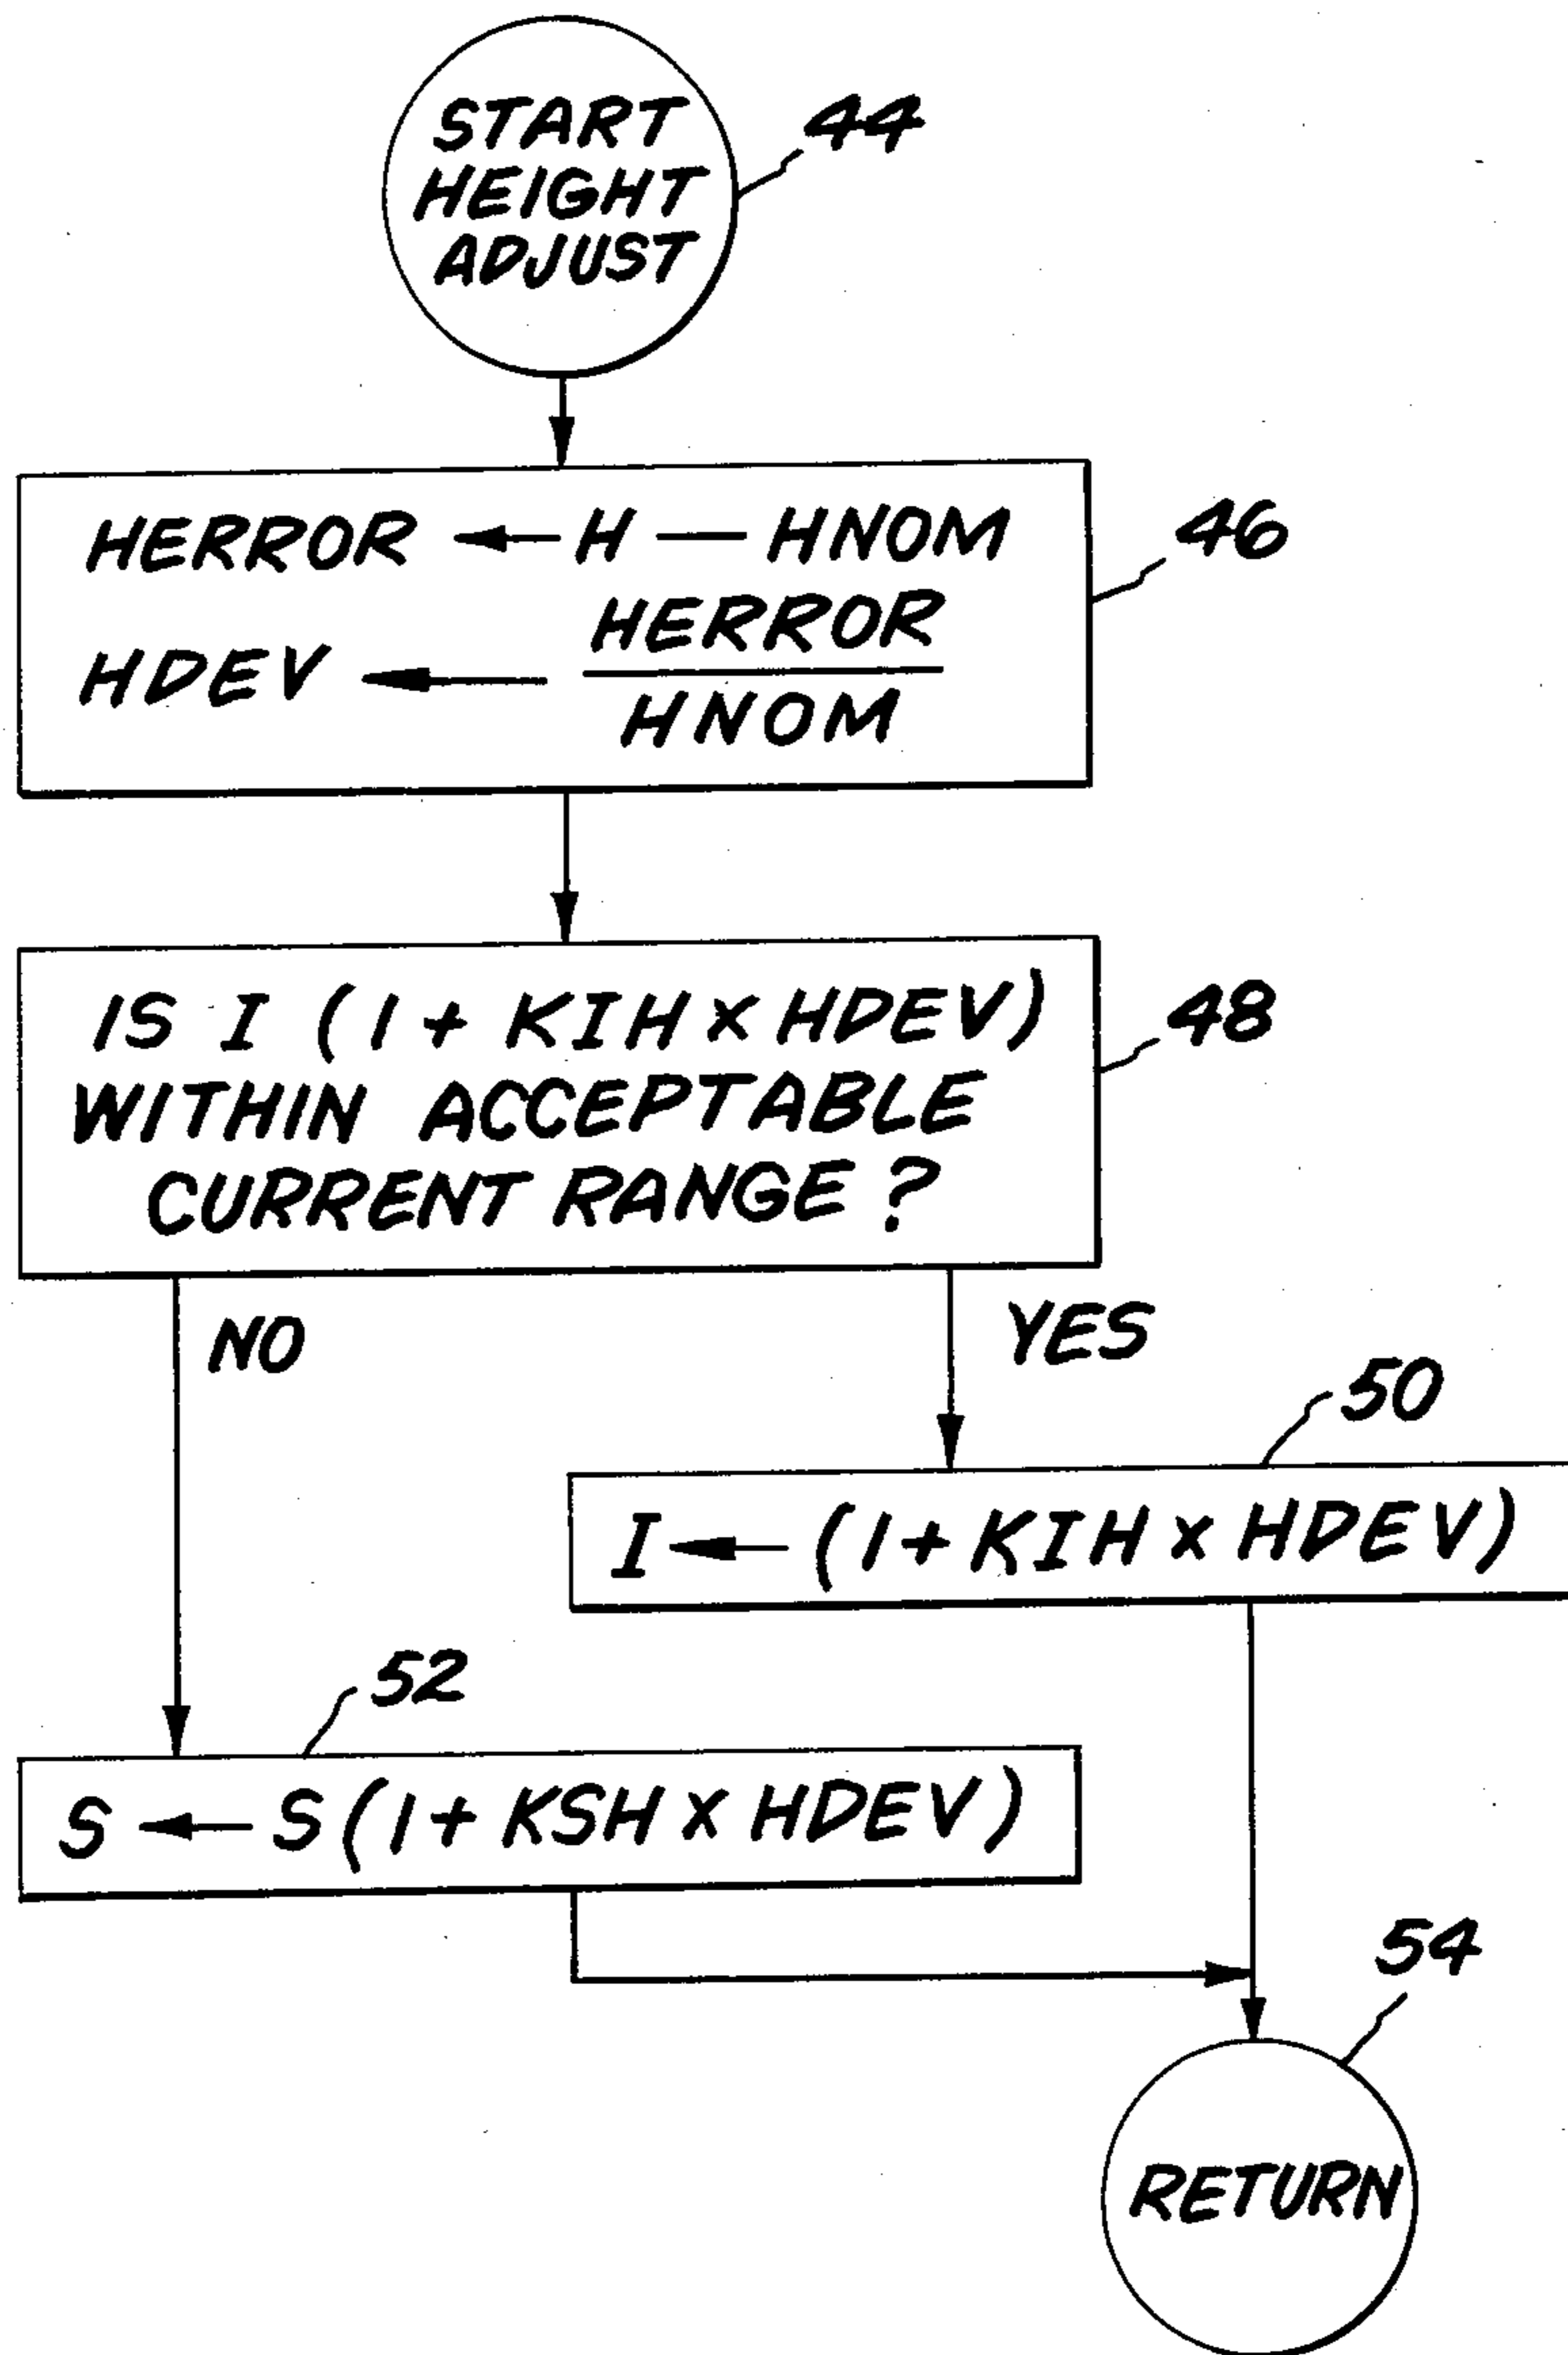 START
HEIGHT
ADJUST
44
HERROR ← H — HNOM
HERROR
HDEV ←
HNOM
46
IS I (1 + KIH x HDEV)
WITHIN ACCEPTABLE
CURRENT RANGE ?
48
NO
YES
50
I ← (1 + KIH x HDEV)
52
S ← S(1 + KSH x HDEV)
54
RETURN